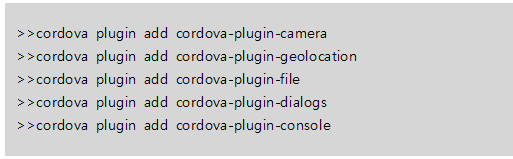 >>cordova plugin add cordova-plugin-camera
>>cordova plugin add cordova-plugin-geolocation
>>cordova plugin add cordova-plugin-file
>>cordova plugin add cordova-plugin-dialogs
>>cordova plugin add cordova-plugin-console